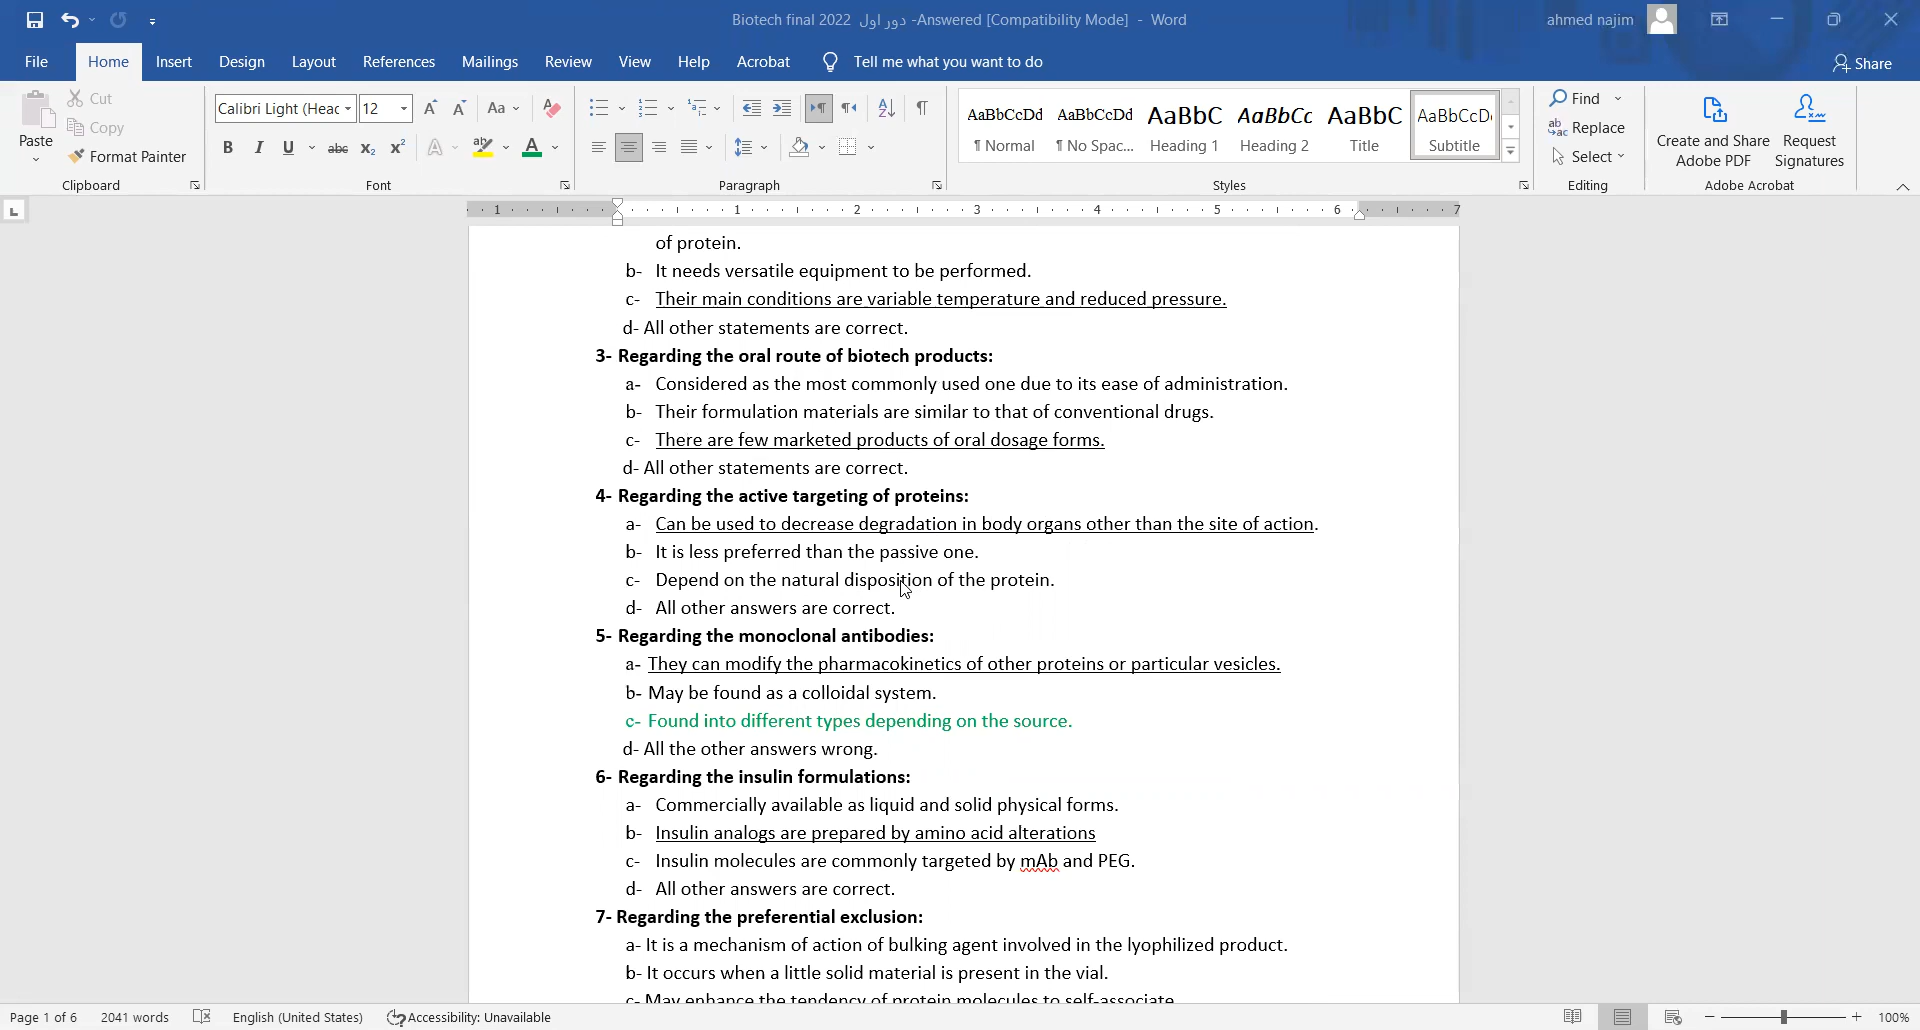 Biotech final 2022 دور اول -Answered [Compatibility Mode] - Word
ahmed najim
File Home Insert Design Layout References Mailings Review View Help Acrobat Tell me what you want to do Share
Paste
Cut
Copy
Format Painter
Clipboard
Calibri Light (Heac 12
Font
Paragraph
AaBbCcDd AaBbCcDd AaBbC AaBbCc AaBbC AaBbCcD
¶ Normal ¶ No Spac... Heading 1 Heading 2 Title Subtitle
Styles
Find
Replace
Select
Editing
Create and Share Adobe PDF
Request Signatures
Adobe Acrobat
1 1 2 3 4 5 6 7
of protein.
b- It needs versatile equipment to be performed.
c- Their main conditions are variable temperature and reduced pressure.
d- All other statements are correct.
3- Regarding the oral route of biotech products:
a- Considered as the most commonly used one due to its ease of administration.
b- Their formulation materials are similar to that of conventional drugs.
c- There are few marketed products of oral dosage forms.
d- All other statements are correct.
4- Regarding the active targeting of proteins:
a- Can be used to decrease degradation in body organs other than the site of action.
b- It is less preferred than the passive one.
c- Depend on the natural disposition of the protein.
d- All other answers are correct.
5- Regarding the monoclonal antibodies:
a- They can modify the pharmacokinetics of other proteins or particular vesicles.
b- May be found as a colloidal system.
c- Found into different types depending on the source.
d- All the other answers wrong.
6- Regarding the insulin formulations:
a- Commercially available as liquid and solid physical forms.
b- Insulin analogs are prepared by amino acid alterations
c- Insulin molecules are commonly targeted by mAb and PEG.
d- All other answers are correct.
7- Regarding the preferential exclusion:
a- It is a mechanism of action of bulking agent involved in the lyophilized product.
b- It occurs when a little solid material is present in the vial.
c- May enhance the tendency of protein molecules to self-associate
Page 1 of 6 2041 words English (United States) Accessibility: Unavailable 100%